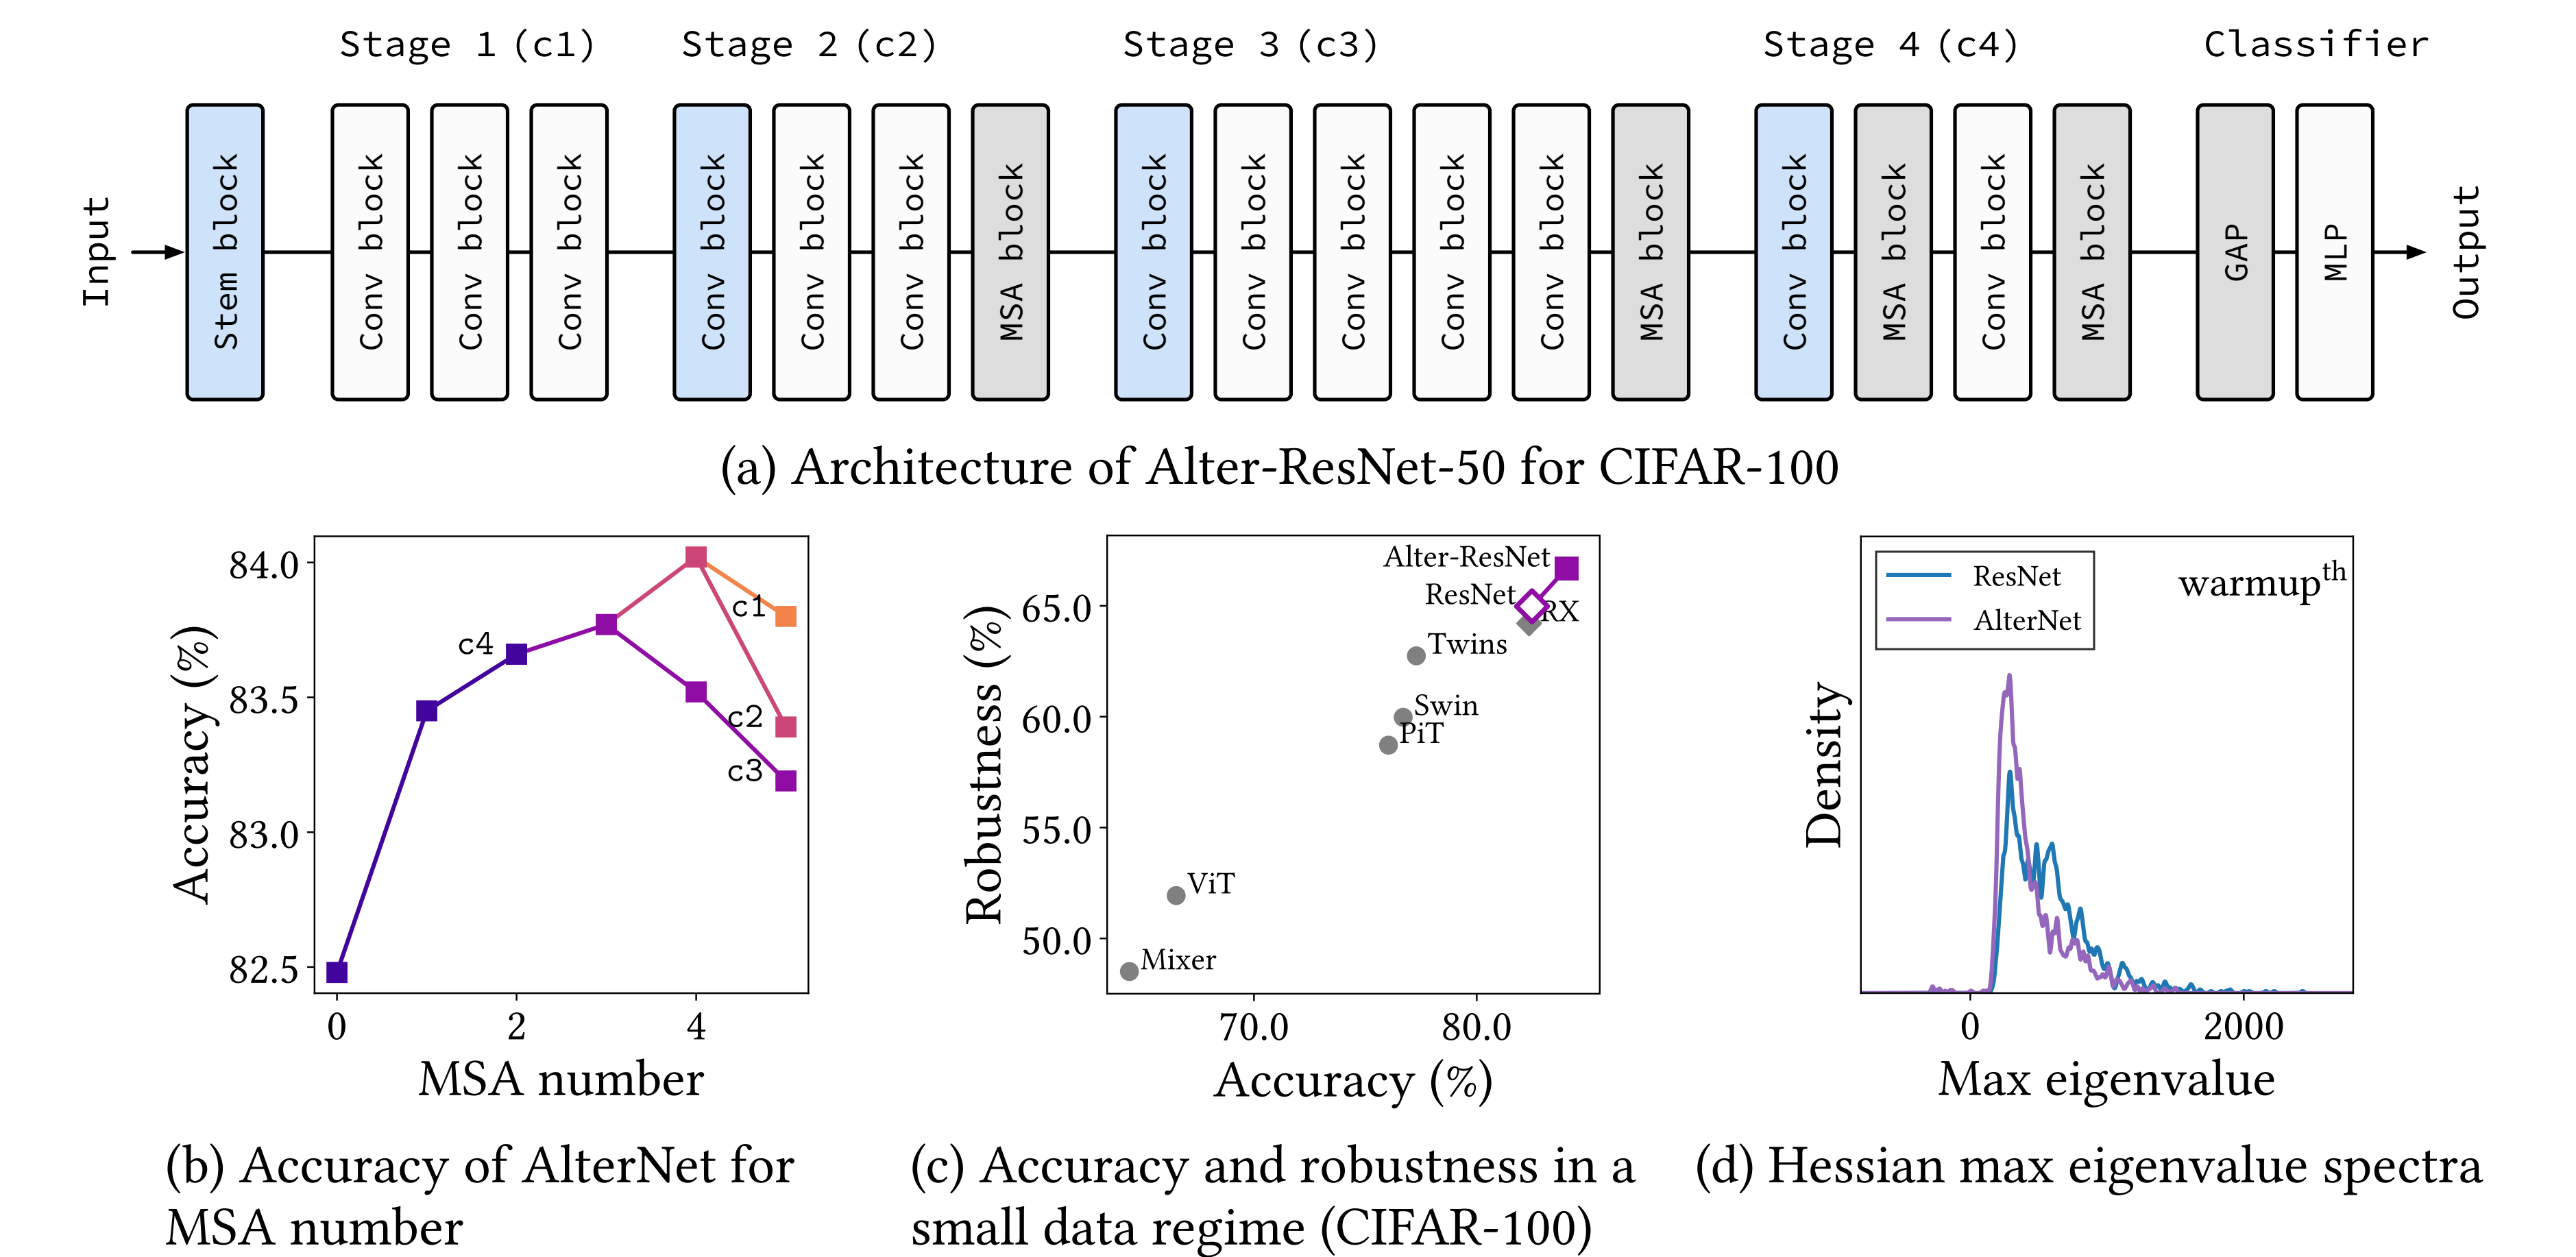 Stage 1 (c1) Stage 2 (c2) Stage 3 (c3) Stage 4 (c4) Classifier
Input
Stem block
Conv block
Conv block
Conv block
Conv block
Conv block
Conv block
MSA block
Conv block
Conv block
Conv block
Conv block
Conv block
MSA block
Conv block
MSA block
Conv block
MSA block
GAP
MLP
Output
(a) Architecture of Alter-ResNet-50 for CIFAR-100
Accuracy (%)
84.0
83.5
83.0
82.5
c4
c1
c2
c3
0 2 4
MSA number
(b) Accuracy of AlterNet for
MSA number
Robustness (%)
65.0
60.0
55.0
50.0
Alter-ResNet
ResNet
RX
Twins
Swin
PiT
ViT
Mixer
70.0 80.0
Accuracy (%)
(c) Accuracy and robustness in a
small data regime (CIFAR-100)
Density
ResNet
AlterNet
warmupth
0 2000
Max eigenvalue
(d) Hessian max eigenvalue spectra